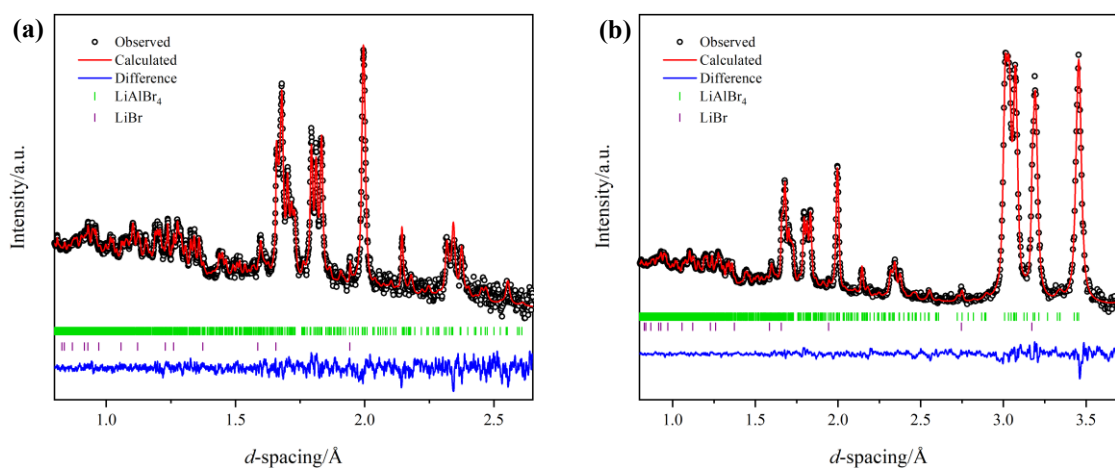 (a)
Observed
Calculated
Difference
LiAlBr₄
LiBr
Intensity/a.u.
1.0 1.5 2.0 2.5
d-spacing/Å
(b)
Observed
Calculated
Difference
LiAlBr₄
LiBr
Intensity/a.u.
1.0 1.5 2.0 2.5 3.0 3.5
d-spacing/Å